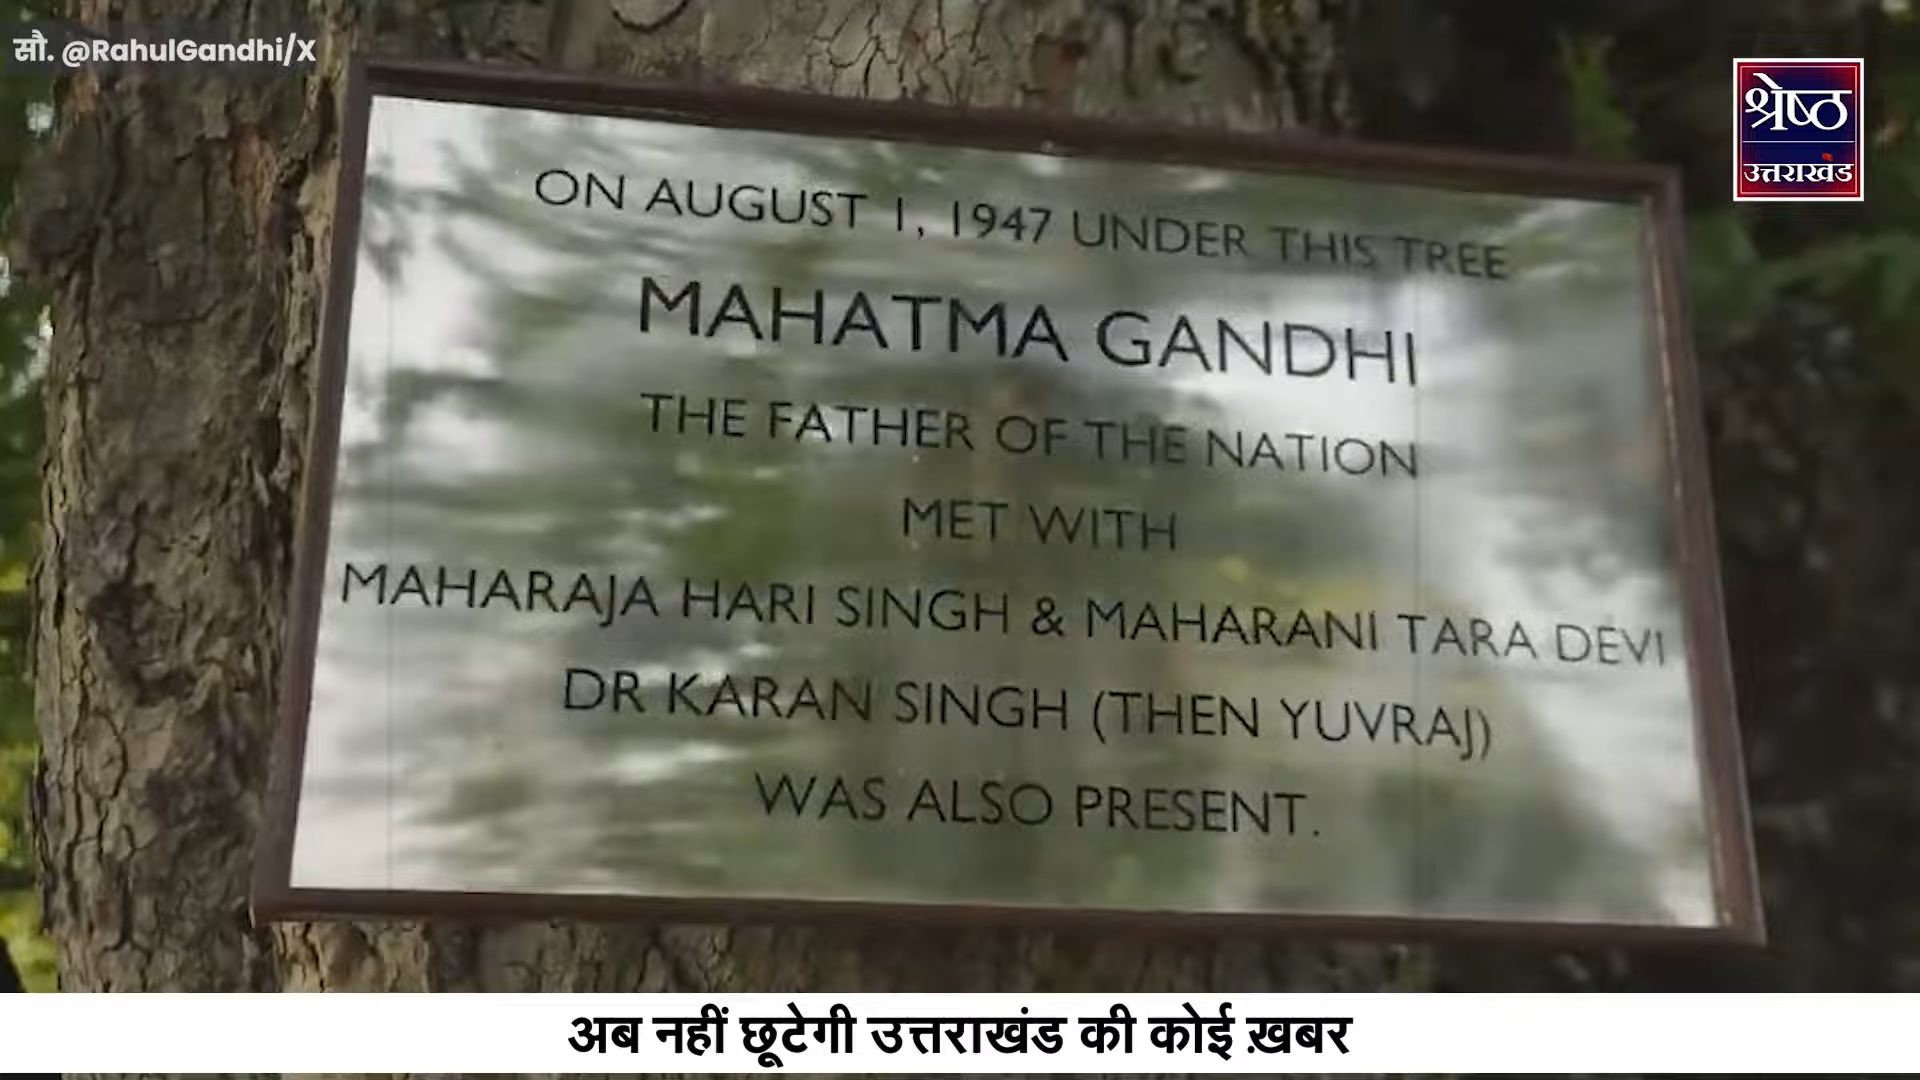 सौ. @RahulGandhi/X
श्रेष्ठ
उत्तराखंड
ON AUGUST 1, 1947 UNDER THIS TREE
MAHATMA GANDHI
THE FATHER OF THE NATION
MET WITH
MAHARAJA HARI SINGH & MAHARANI TARA DEVI
DR KARAN SINGH (THEN YUVRAJ)
WAS ALSO PRESENT.
अब नहीं छूटेगी उत्तराखंड की कोई ख़बर